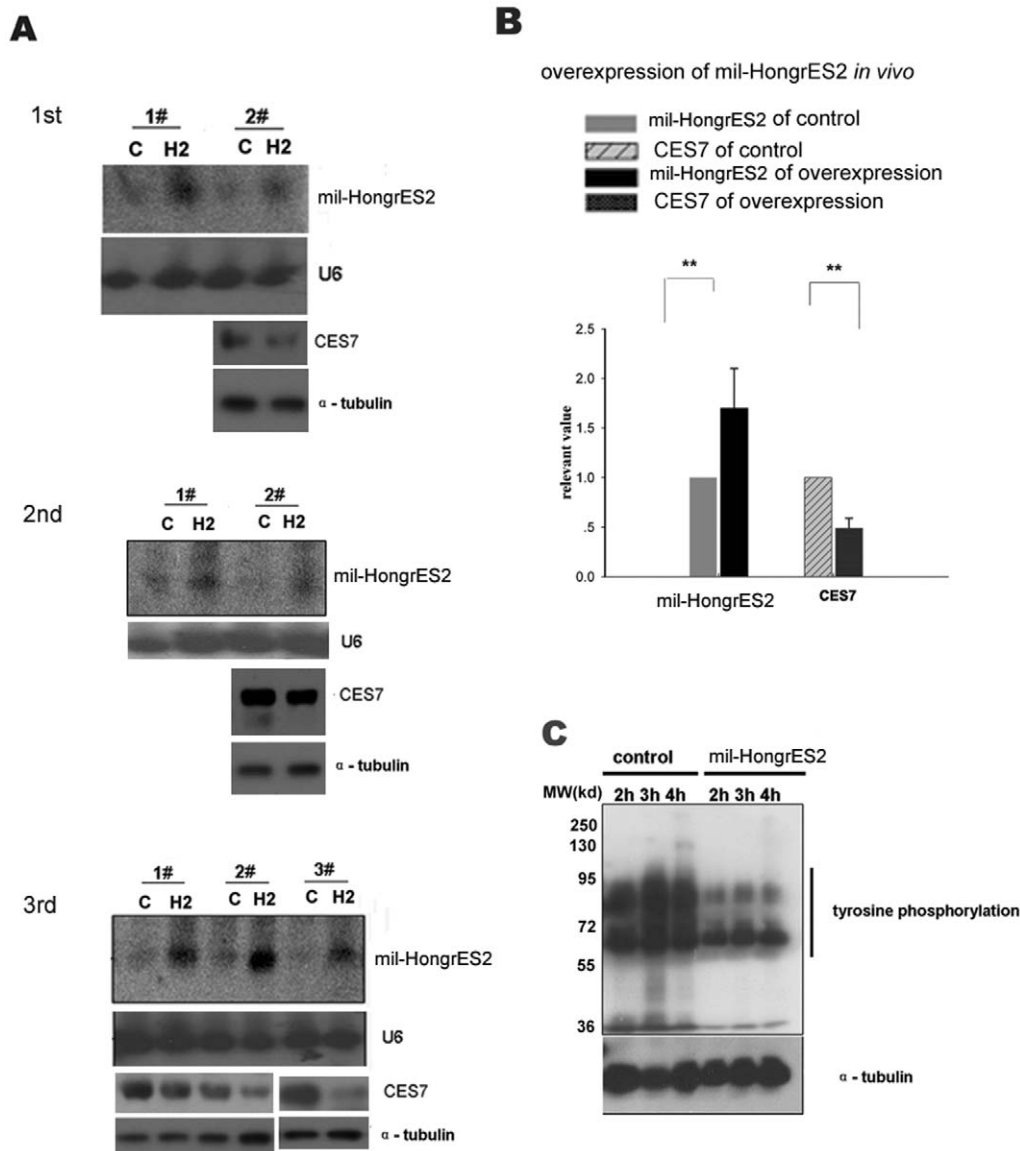 A
1st
1# 2#
C H2 C H2
mil-HongrES2
U6
CES7
α - tubulin
2nd
1# 2#
C H2 C H2
mil-HongrES2
U6
CES7
α - tubulin
3rd
1# 2# 3#
C H2 C H2 C H2
mil-HongrES2
U6
CES7
α - tubulin
B
overexpression of mil-HongrES2 in vivo
mil-HongrES2 of control
CES7 of control
mil-HongrES2 of overexpression
CES7 of overexpression
** **
2.5
2.0
1.5
1.0
.5
0.0
relevant value
mil-HongrES2 CES7
C
control mil-HongrES2
MW(kd) 2h 3h 4h 2h 3h 4h
250
130
95
72
55
36
tyrosine phosphorylation
α - tubulin